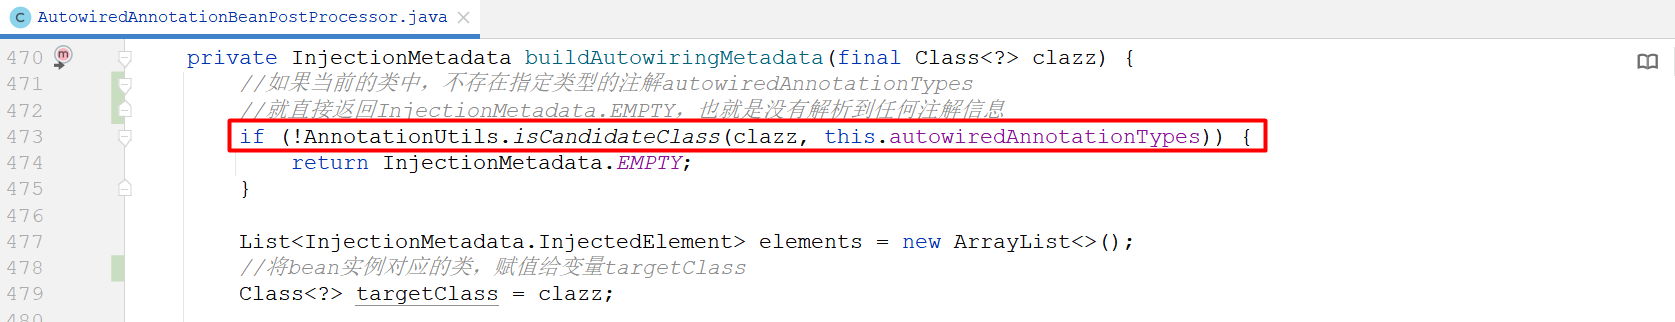 AutowiredAnnotationBeanPostProcessor.java
470 private InjectionMetadata buildAutowiringMetadata(final Class<?> clazz) {
471 //如果当前的类中，不存在指定类型的注解autowiredAnnotationTypes
472 //就直接返回InjectionMetadata.EMPTY，也就是没有解析到任何注解信息
473 if (!AnnotationUtils.isCandidateClass(clazz, this.autowiredAnnotationTypes)) {
474 return InjectionMetadata.EMPTY;
475 }
476
477 List<InjectionMetadata.InjectedElement> elements = new ArrayList<>();
478 //将bean实例对应的类，赋值给变量targetClass
479 Class<?> targetClass = clazz;
480